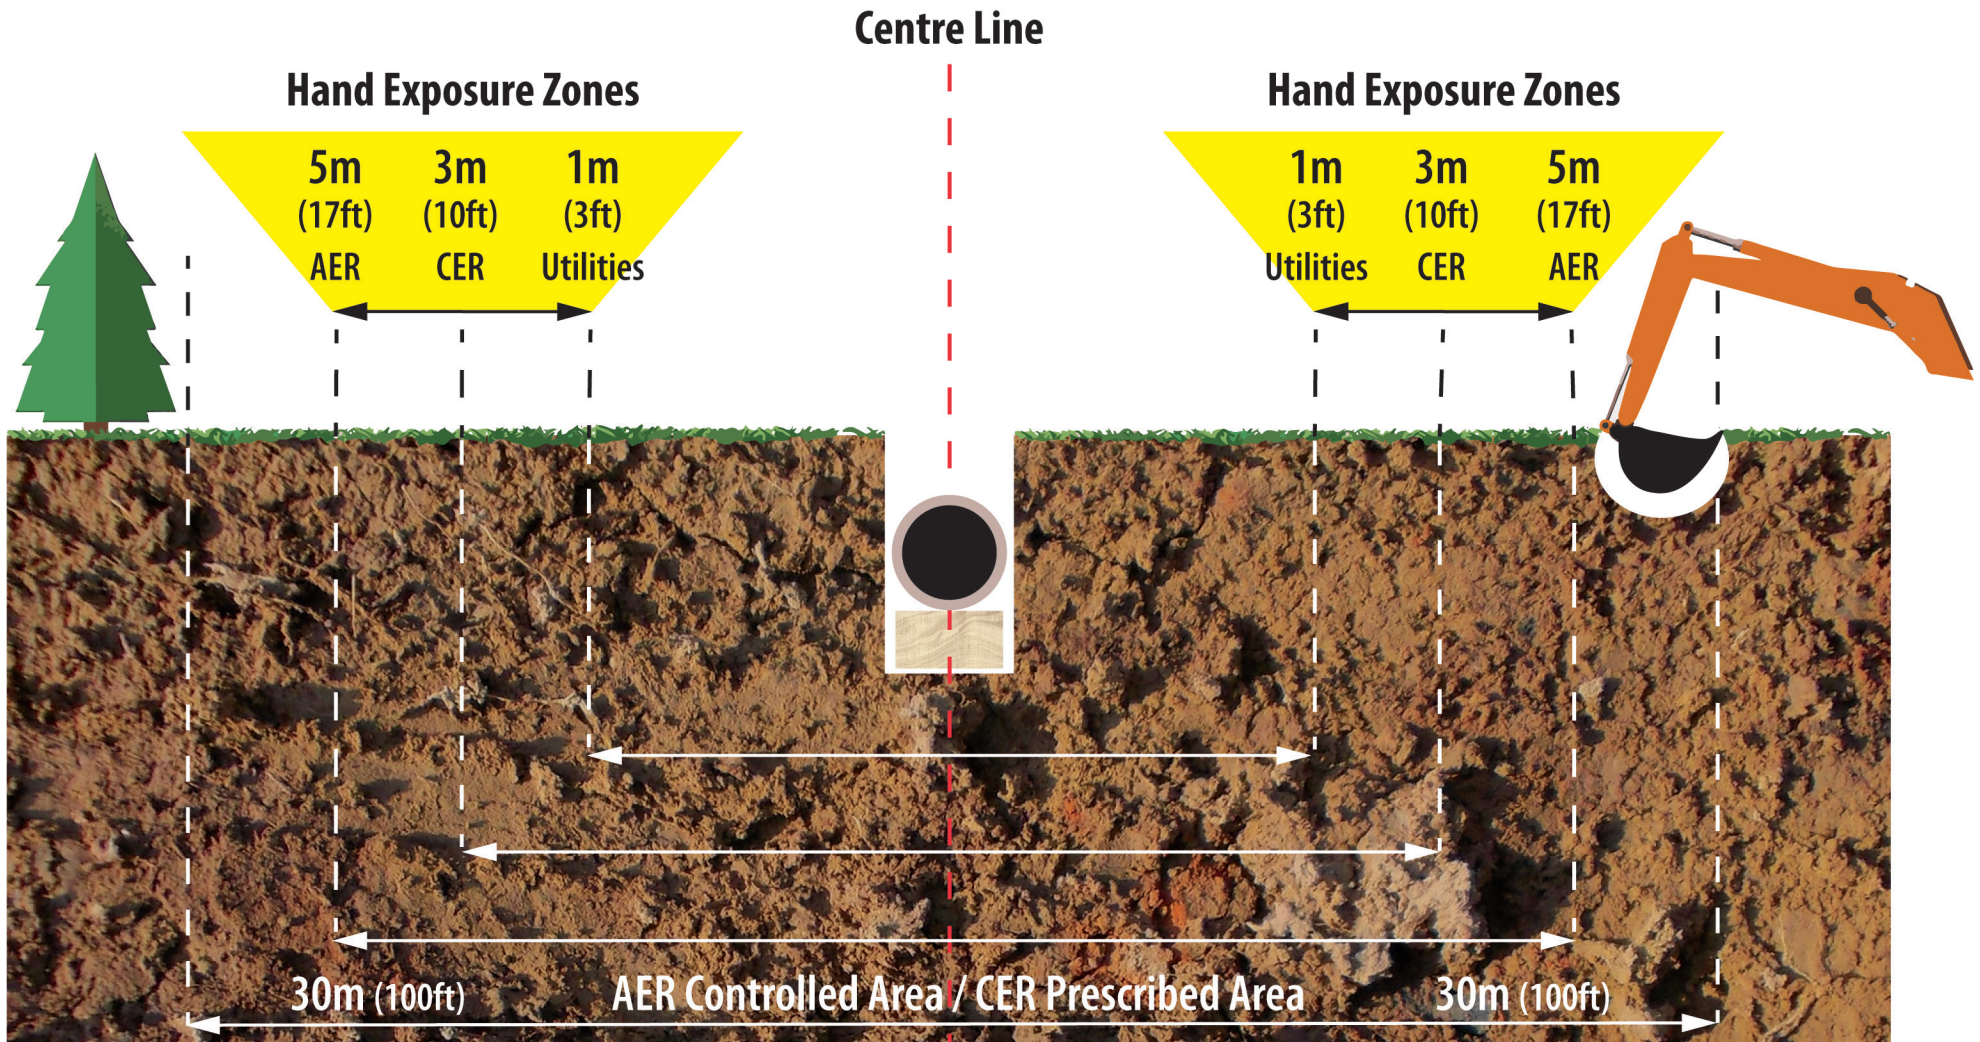 Centre Line
Hand Exposure Zones
5m 3m 1m
(17ft) (10ft) (3ft)
AER CER Utilities
Hand Exposure Zones
1m 3m 5m
(3ft) (10ft) (17ft)
Utilities CER AER
30m (100ft) AER Controlled Area / CER Prescribed Area 30m (100ft)